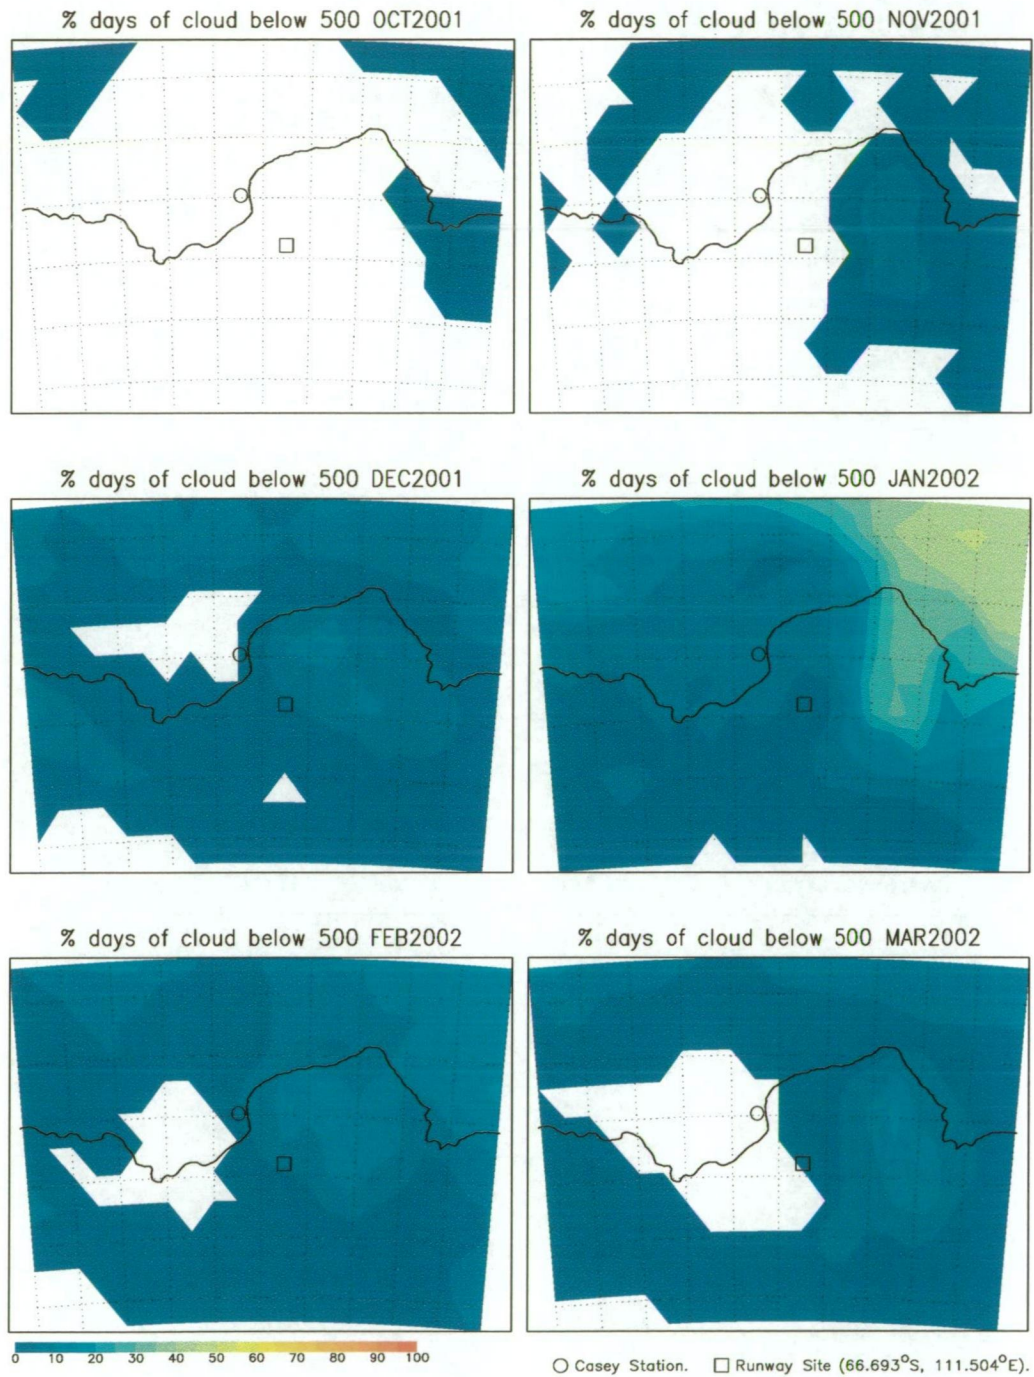 % days of cloud below 500 OCT2001
% days of cloud below 500 NOV2001
% days of cloud below 500 DEC2001
% days of cloud below 500 JAN2002
% days of cloud below 500 FEB2002
% days of cloud below 500 MAR2002
0 10 20 30 40 50 60 70 80 90 100
Casey Station. Runway Site (66.693°S, 111.504°E).